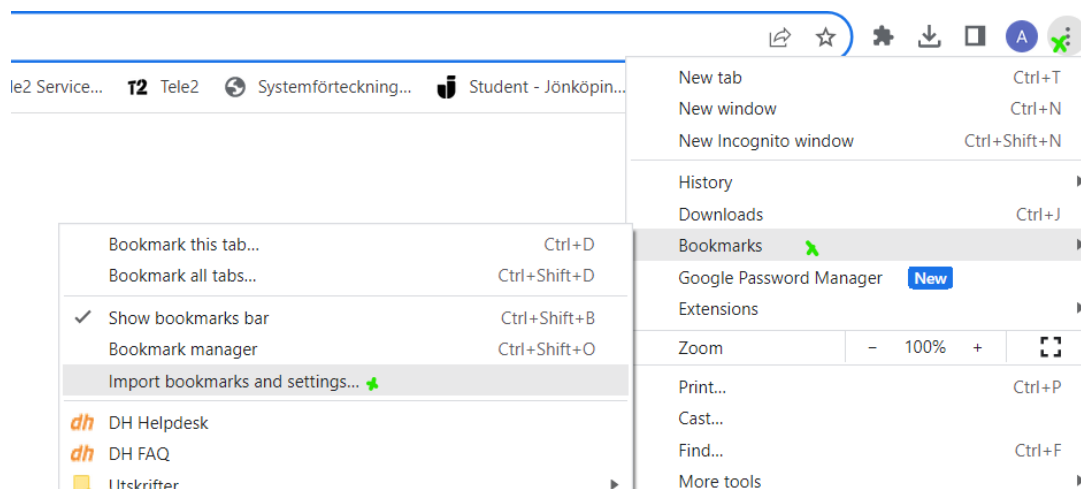 A
le2 Service... T2 Tele2 Systemförteckning... Student - Jönköpin...
New tab Ctrl+T
New window Ctrl+N
New Incognito window Ctrl+Shift+N
History
Downloads Ctrl+J
Bookmarks
Google Password Manager New
Extensions
Zoom − 100% +
Print... Ctrl+P
Cast...
Find... Ctrl+F
More tools
Bookmark this tab... Ctrl+D
Bookmark all tabs... Ctrl+Shift+D
Show bookmarks bar Ctrl+Shift+B
Bookmark manager Ctrl+Shift+O
Import bookmarks and settings...
dh DH Helpdesk
dh DH FAQ
Utskrifter